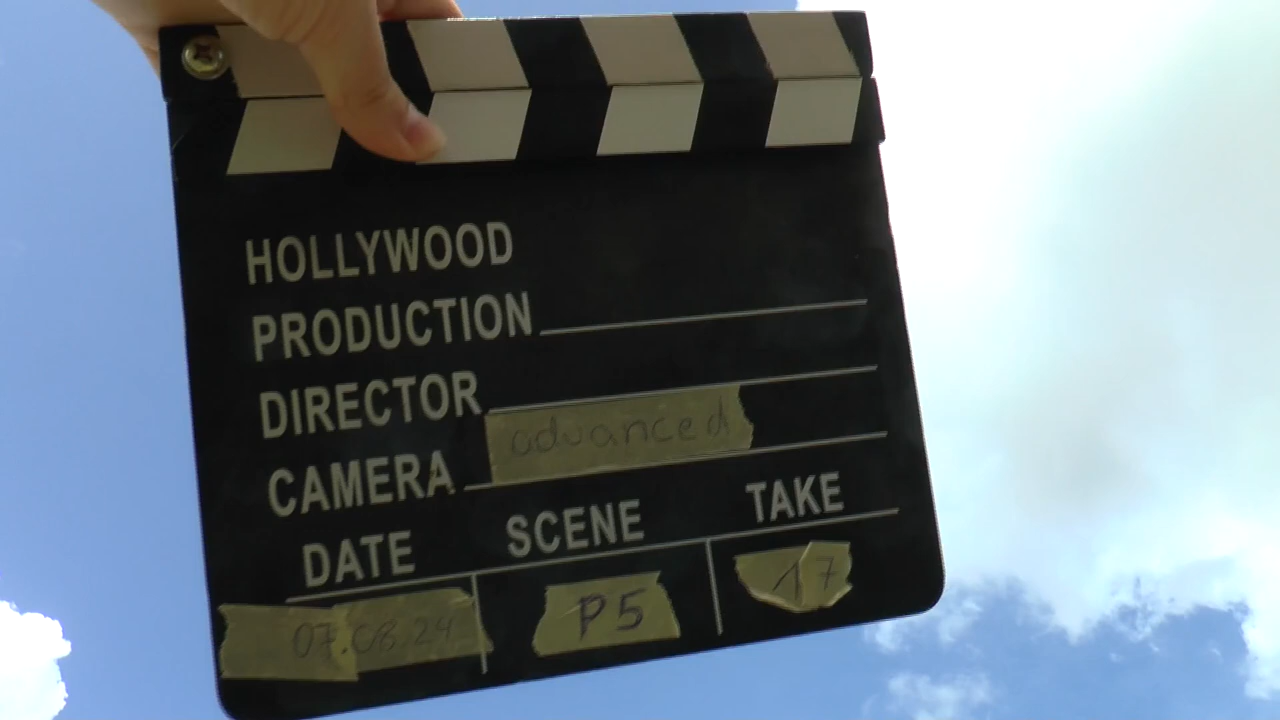 HOLLYWOOD
PRODUCTION
DIRECTOR
advanced
CAMERA
DATE SCENE TAKE
07.08.24 P5 17